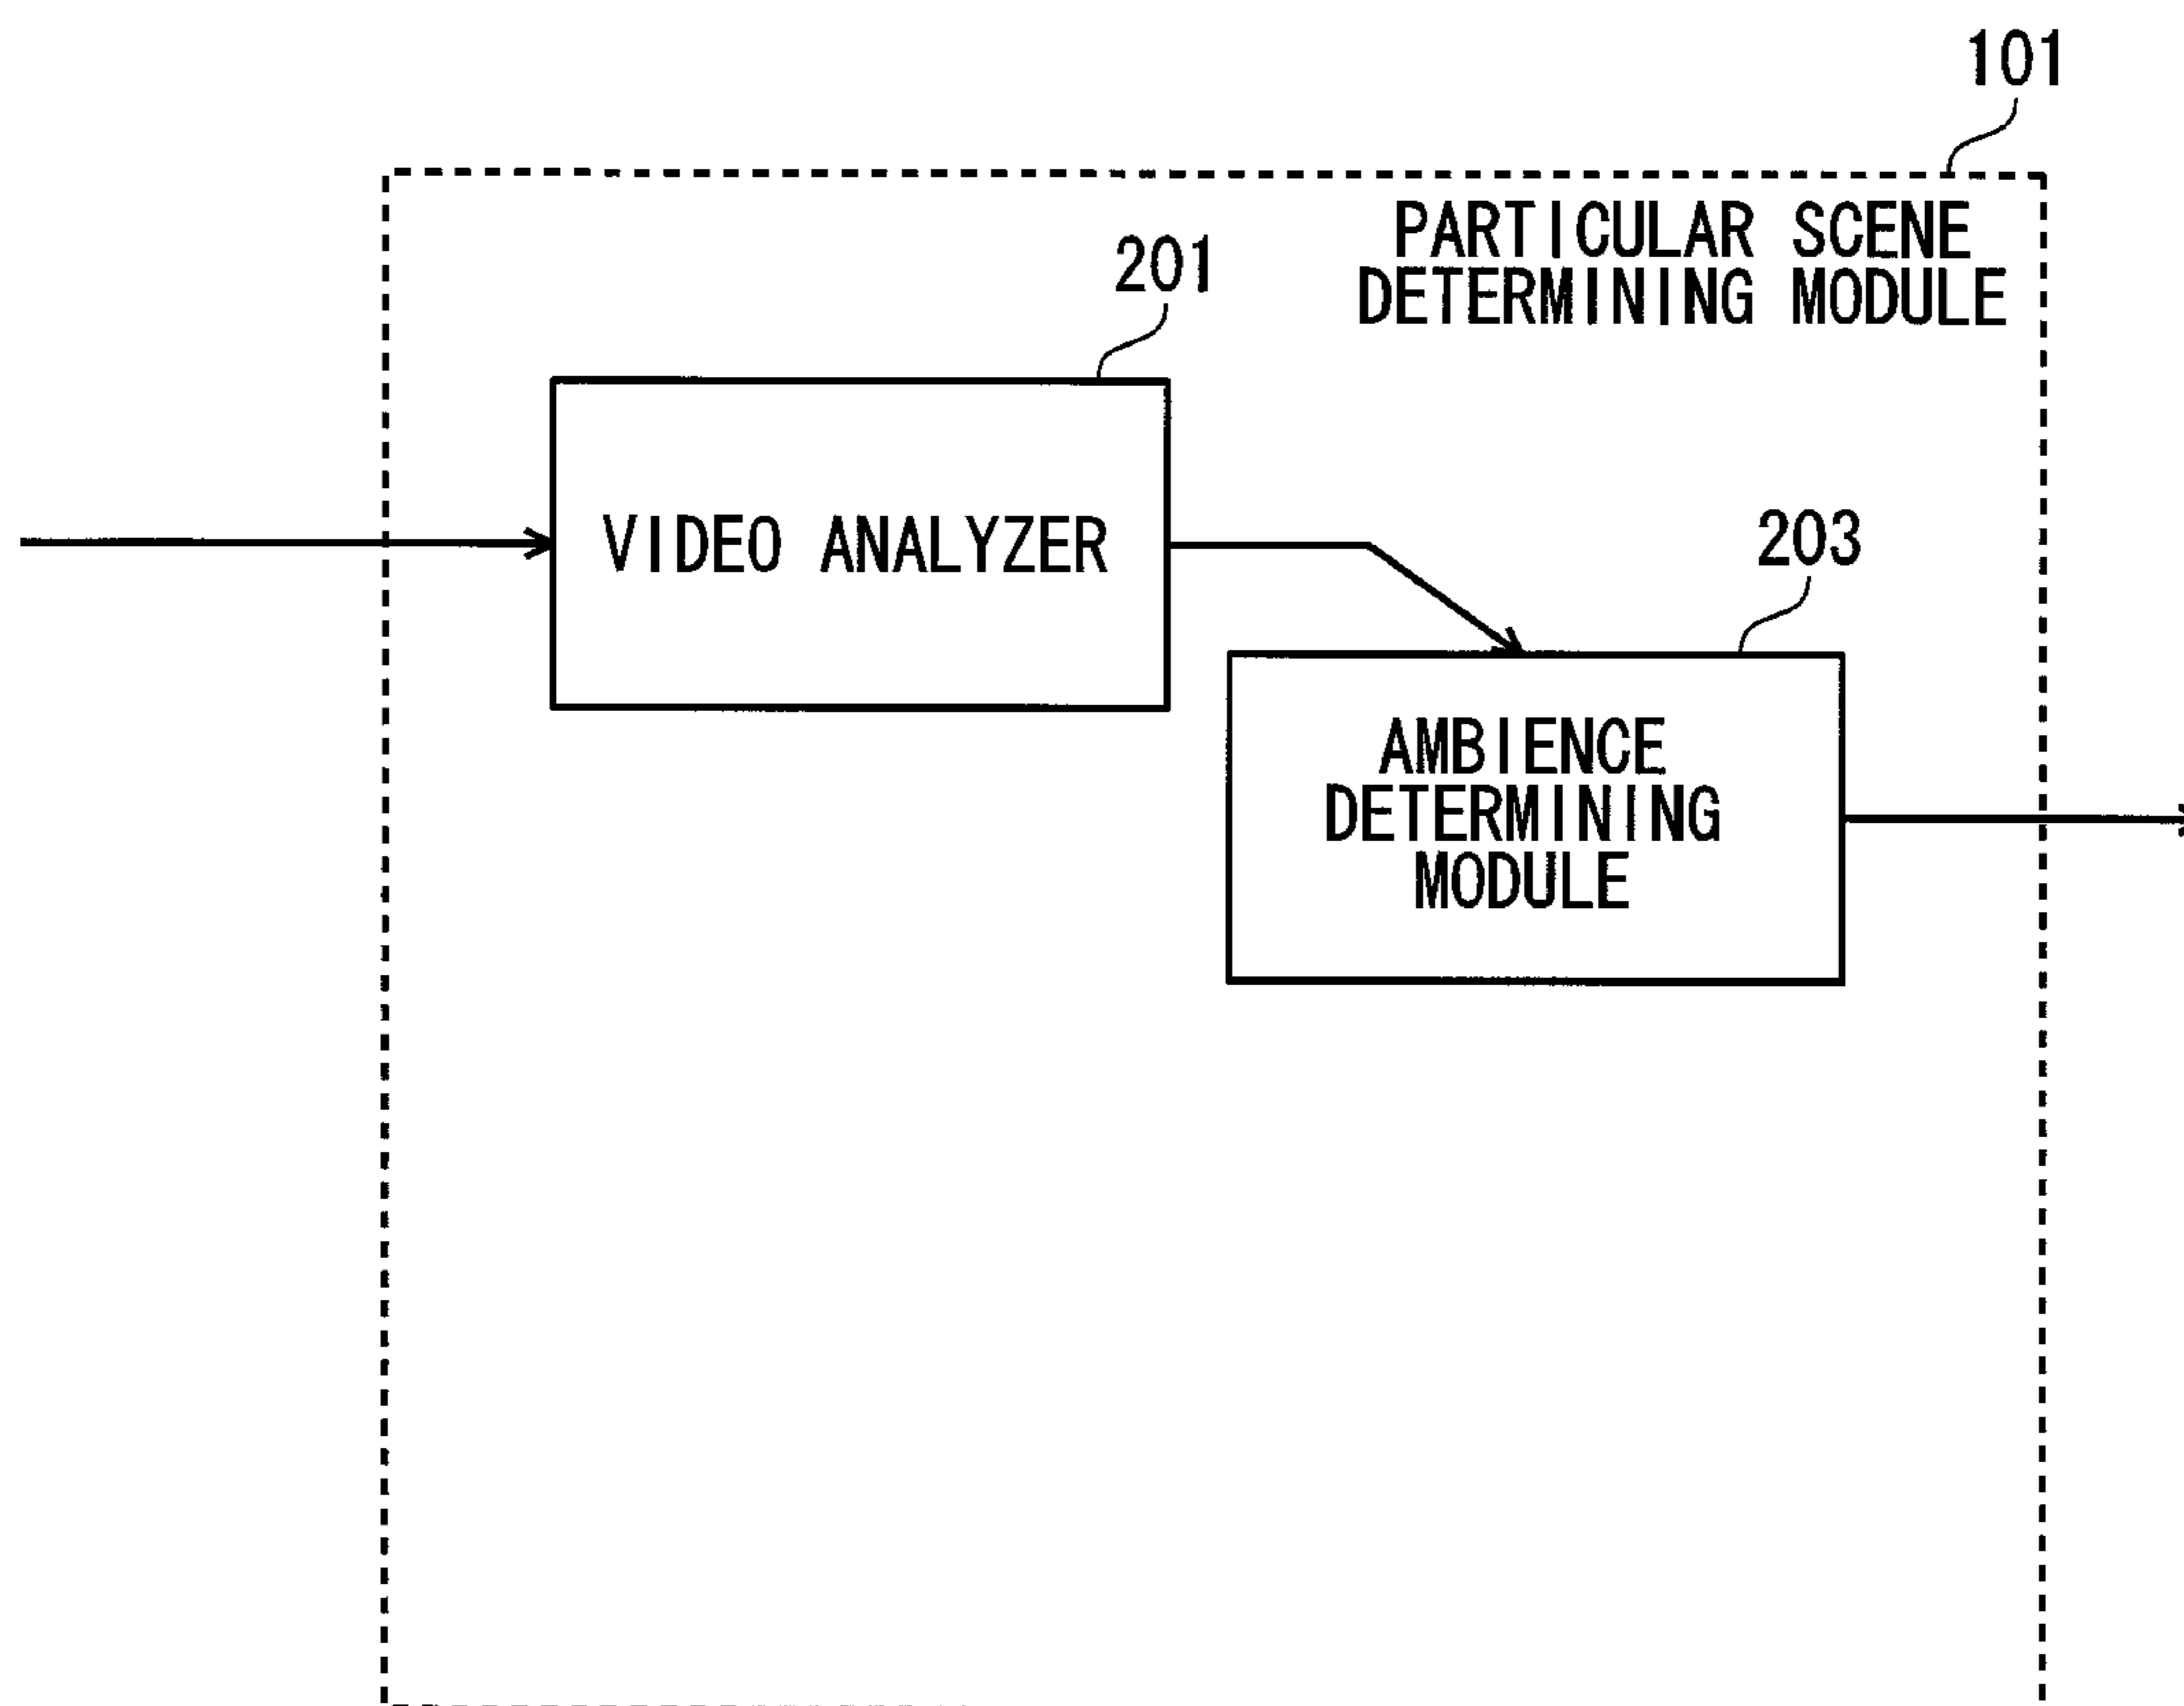 101
PARTICULAR SCENE
DETERMINING MODULE
201
VIDEO ANALYZER
203
AMBIENCE
DETERMINING
MODULE